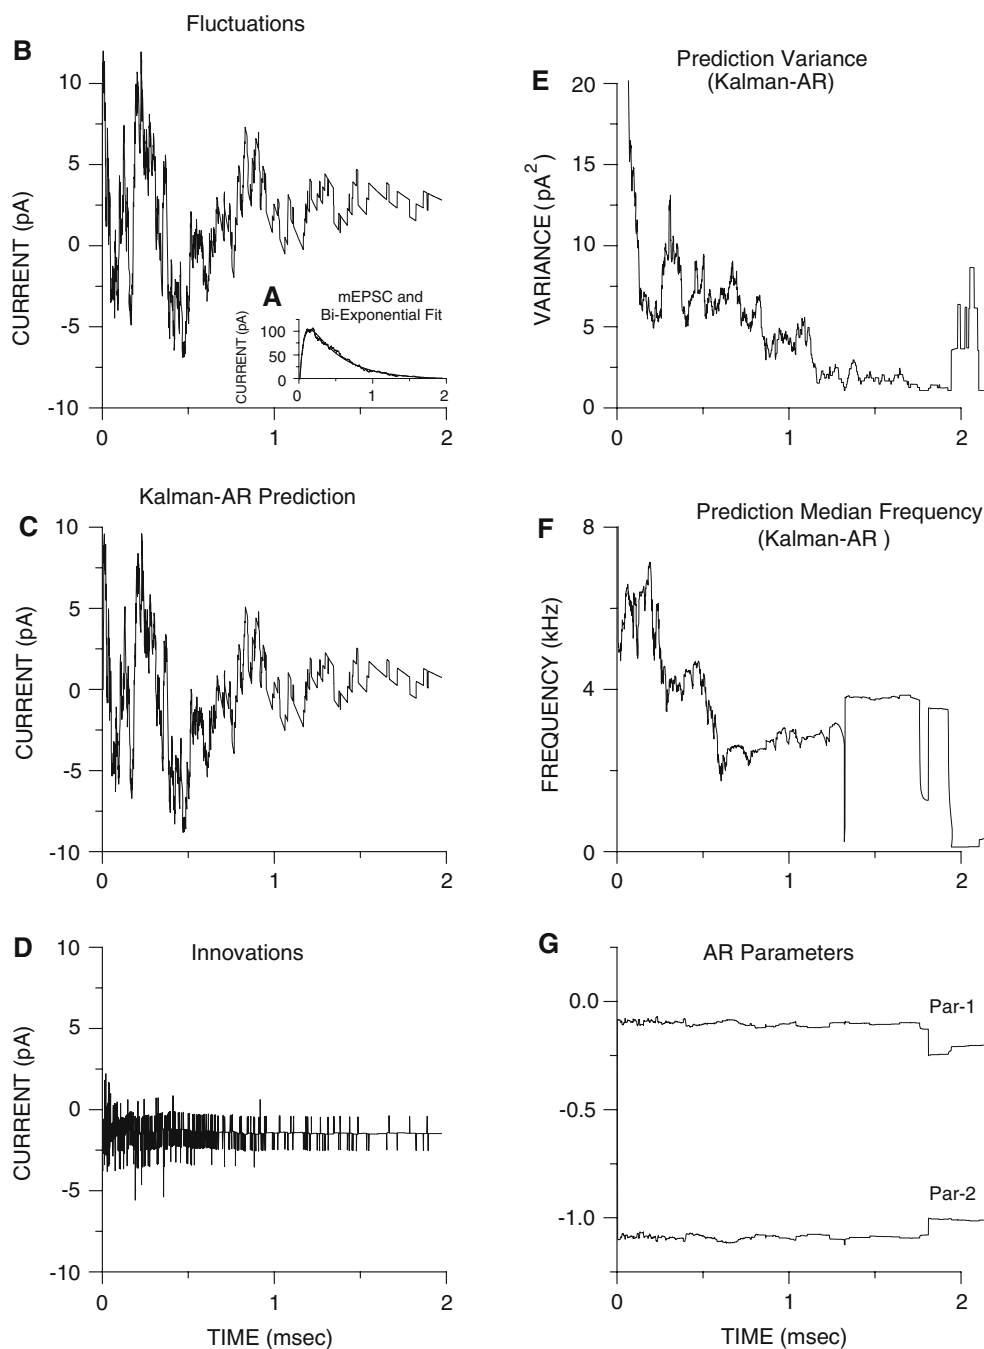 B
Fluctuations
CURRENT (pA)
10
5
0
-5
-10
0
1
2
A
mEPSC and
Bi-Exponential Fit
CURRENT (pA)
100
50
0
0
1
2
C
Kalman-AR Prediction
CURRENT (pA)
10
5
0
-5
-10
0
1
2
D
Innovations
CURRENT (pA)
10
5
0
-5
-10
0
1
2
TIME (msec)
E
Prediction Variance
(Kalman-AR)
VARIANCE (pA2)
20
15
10
5
0
0
1
2
F
Prediction Median Frequency
(Kalman-AR )
FREQUENCY (kHz)
8
4
2
0
0
1
2
G
AR Parameters
0.0
-0.5
-1.0
Par-1
Par-2
0
1
2
TIME (msec)